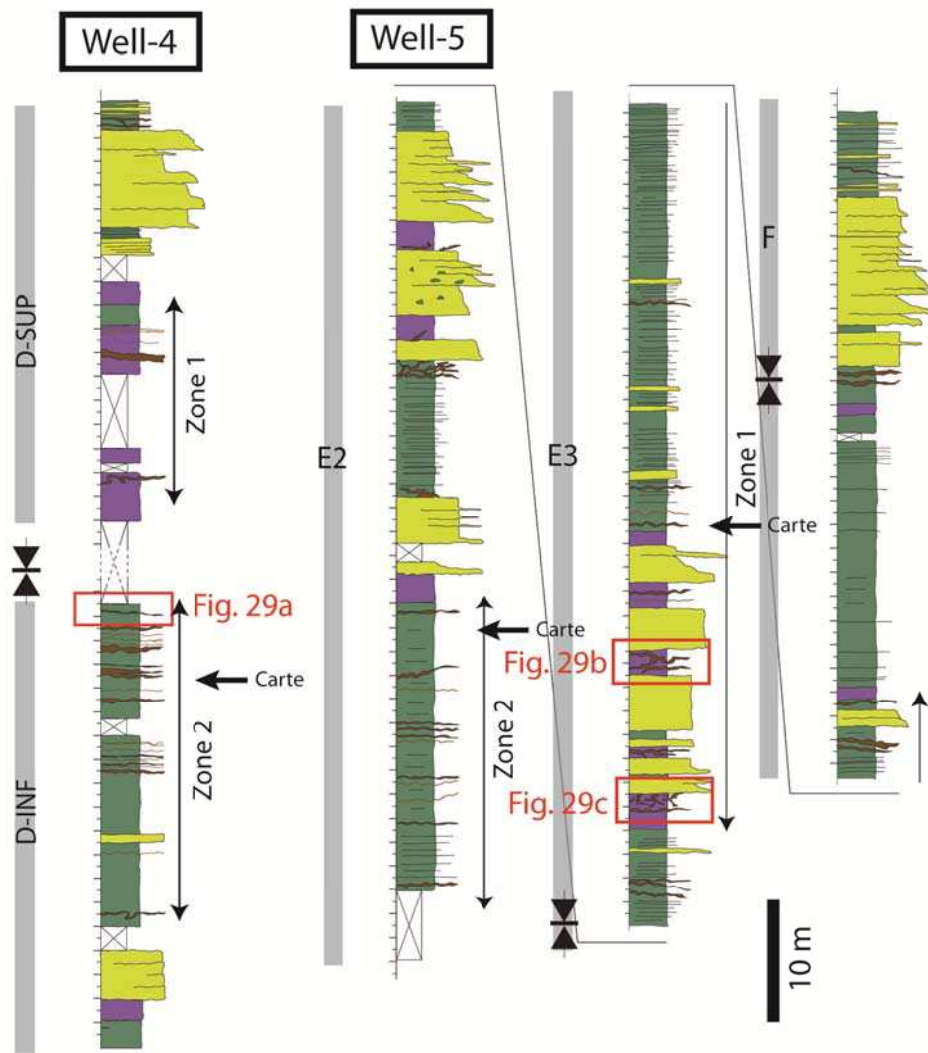 Well-4
Well-5
D-SUP
D-INF
Zone 1
Zone 2
Fig. 29a
Carte
E2
Carte
Zone 2
E3
Zone 1
Carte
Fig. 29b
Fig. 29c
F
10 m